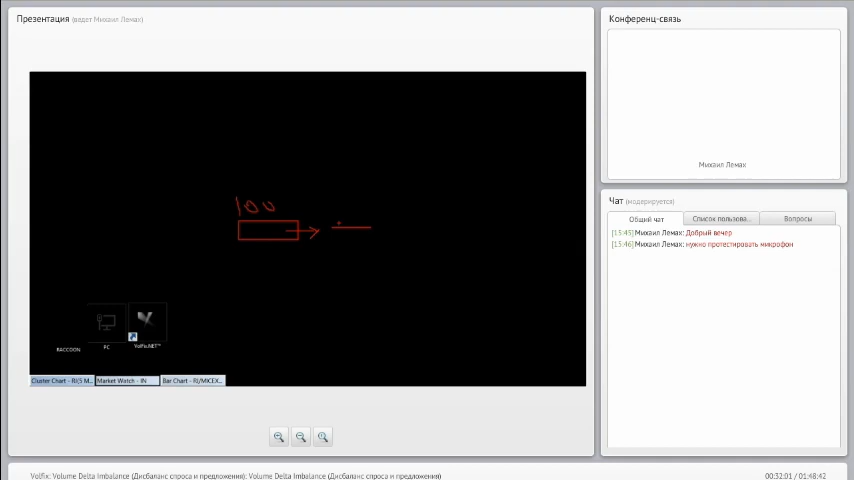 Презентация (ведет Михаил Лемах)
100
RACCOON
PC
VolFix.NET™
Cluster Chart - RI(5 M...
Market Watch - IN
Bar Chart - RI/MICEX...
Конференц-связь
Михаил Лемах
Чат (модерируется)
Общий чат
Список пользова...
Вопросы
[15:45] Михаил Лемах: Добрый вечер
[15:46] Михаил Лемах: нужно протестировать микрофон
Volfix: Volume Delta Imbalance (Дисбаланс спроса и предложения): Volume Delta Imbalance (Дисбаланс спроса и предложения)
00:32:01 / 01:48:42